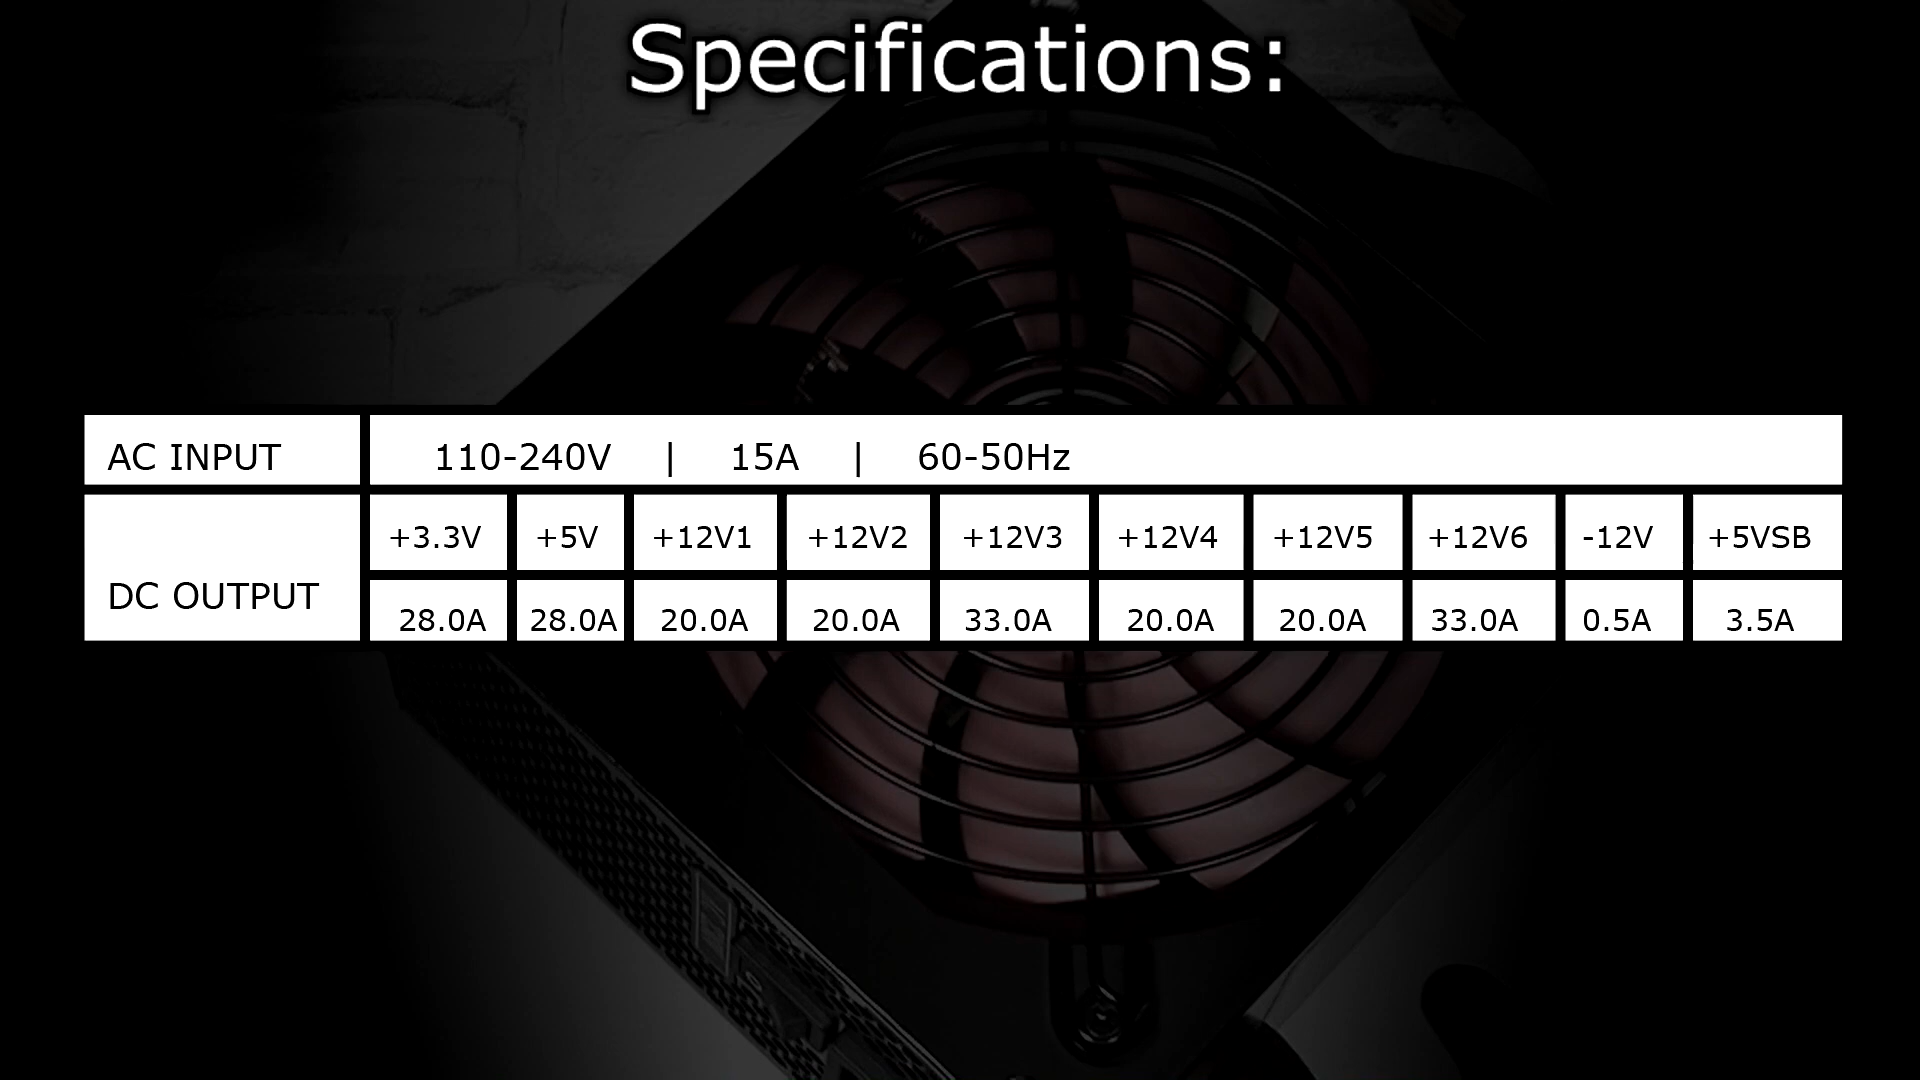 Specifications:
AC INPUT 110-240V | 15A | 60-50Hz
DC OUTPUT
+3.3V +5V +12V1 +12V2 +12V3 +12V4 +12V5 +12V6 -12V +5VSB
28.0A 28.0A 20.0A 20.0A 33.0A 20.0A 20.0A 33.0A 0.5A 3.5A